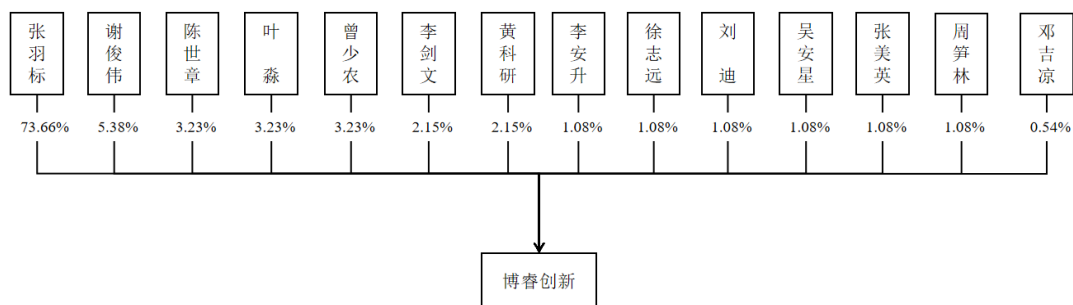 张羽标
谢俊伟
陈世章
叶淼
曾少农
李剑文
黄科研
李安升
徐志远
刘迪
吴安星
张美英
周笋林
邓吉凉
73.66% 5.38% 3.23% 3.23% 3.23% 2.15% 2.15% 1.08% 1.08% 1.08% 1.08% 1.08% 1.08% 0.54%
博睿创新